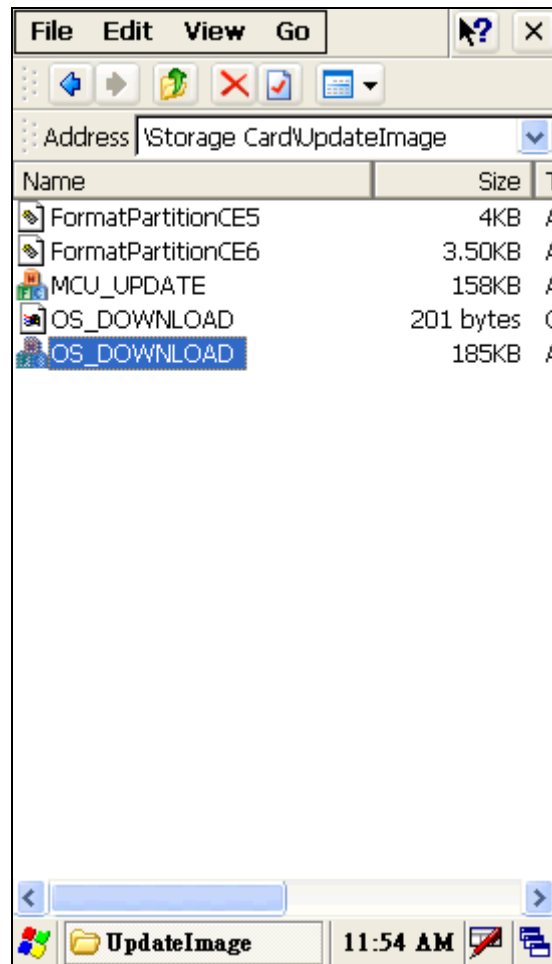 File Edit View Go ? ×
Address \Storage Card\UpdateImage
Name Size
FormatPartitionCE5 4KB A
FormatPartitionCE6 3.50KB A
MCU_UPDATE 158KB A
OS_DOWNLOAD 201 bytes
OS_DOWNLOAD 185KB A
UpdateImage 11:54 AM